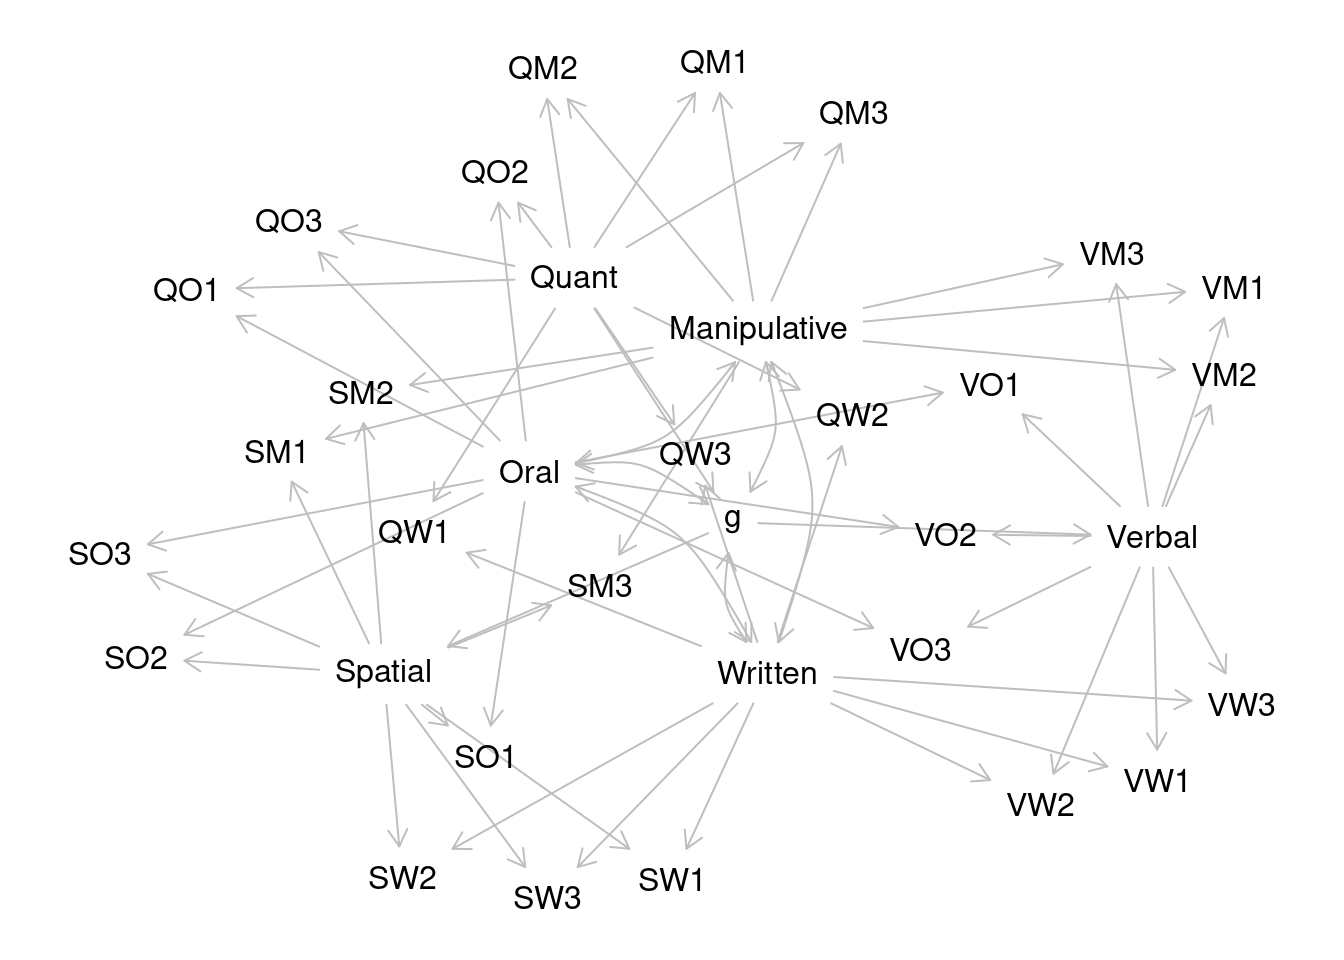 QM2
QM1
QM3
QO2
QO3
VM3
Quant
QO1
VM1
Manipulative
VM2
VO1
SM2
QW2
SM1
QW3
Oral
g
QW1
VO2
Verbal
SO3
SM3
VO3
SO2
Spatial
Written
VW3
SO1
VW1
VW2
SW2
SW1
SW3